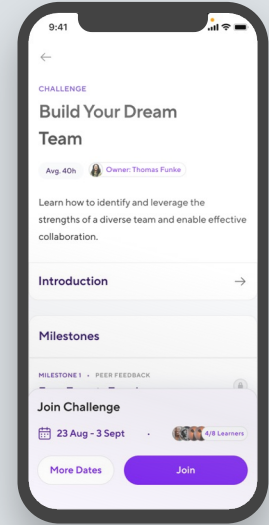 9:41
CHALLENGE
Build Your Dream
Team
Avg. 40h
Owner: Thomas Funke
Learn how to identify and leverage the
strengths of a diverse team and enable effective
collaboration.
Introduction
Milestones
MILESTONE 1 • PEER FEEDBACK
Join Challenge
23 Aug - 3 Sept
4/8 Learners
More Dates
Join